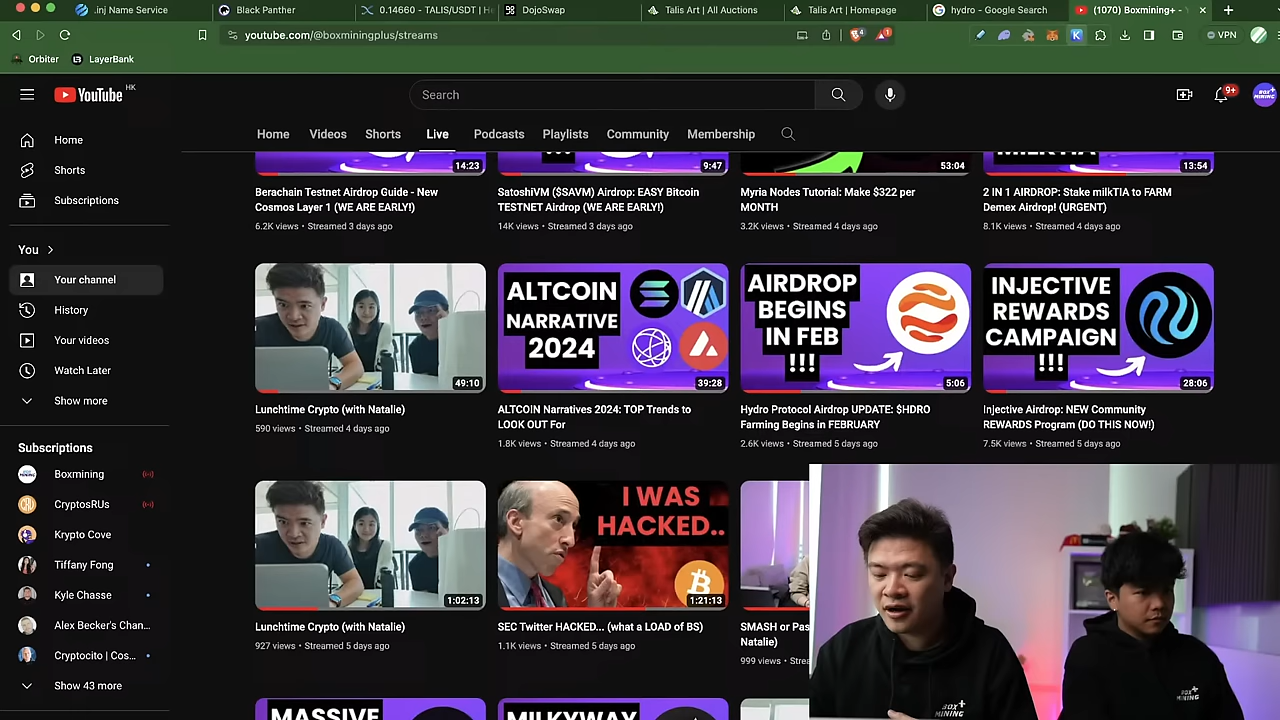 .inj Name Service
Black Panther
0.14660 - TALIS/USDT | H
DojoSwap
Talis Art | All Auctions
Talis Art | Homepage
hydro - Google Search
(1070) Boxmining+ -
youtube.com/@boxminingplus/streams
VPN
Orbiter
LayerBank
YouTube HK
Search
9+
BOX MINING
Home
Videos
Shorts
Live
Podcasts
Playlists
Community
Membership
Home
Shorts
Subscriptions
You
Your channel
History
Your videos
Watch Later
Show more
Subscriptions
Boxmining
CryptosRUs
Krypto Cove
Tiffany Fong
Kyle Chasse
Alex Becker's Chan...
Cryptocito | Cos...
Show 43 more
14:23
9:47
53:04
13:54
Berachain Testnet Airdrop Guide - New
Cosmos Layer 1 (WE ARE EARLY!)
6.2K views • Streamed 3 days ago
SatoshiVM ($SAVM) Airdrop: EASY Bitcoin
TESTNET Airdrop (WE ARE EARLY!)
14K views • Streamed 3 days ago
Myria Nodes Tutorial: Make $322 per
MONTH
3.2K views • Streamed 4 days ago
2 IN 1 AIRDROP: Stake milkTIA to FARM
Demex Airdrop! (URGENT)
8.1K views • Streamed 4 days ago
49:10
Lunchtime Crypto (with Natalie)
590 views • Streamed 4 days ago
ALTCOIN
NARRATIVE
2024
39:28
ALTCOIN Narratives 2024: TOP Trends to
LOOK OUT For
1.8K views • Streamed 4 days ago
AIRDROP
BEGINS
IN FEB
!!!
5:06
Hydro Protocol Airdrop UPDATE: $HDRO
Farming Begins in FEBRUARY
2.6K views • Streamed 5 days ago
INJECTIVE
REWARDS
CAMPAIGN
!!!
28:06
Injective Airdrop: NEW Community
REWARDS Program (DO THIS NOW!)
7.5K views • Streamed 5 days ago
1:02:13
Lunchtime Crypto (with Natalie)
927 views • Streamed 5 days ago
I WAS
HACKED..
1:21:13
SEC Twitter HACKED... (what a LOAD of BS)
1.1K views • Streamed 5 days ago
SMASH or Pas
Natalie)
999 views • Strea
MASSIVE
MILKYWAY
BOX+
MINING
BOX+
MINING